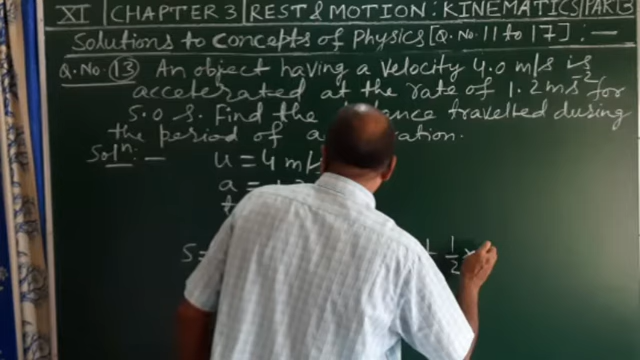 XI | CHAPTER 3 | REST & MOTION : KINEMATICS | PART 3
Solutions to Concepts of Physics [Q. No. 11 to 17] : —
Q. No. 13 An object having a velocity 4.0 m/s is
accelerated at the rate of 1.2 ms⁻² for
5.0 s. Find the travelled during
the period of
Solⁿ: —
u = 4 m/s
a =
t
S = + 1/2 ×